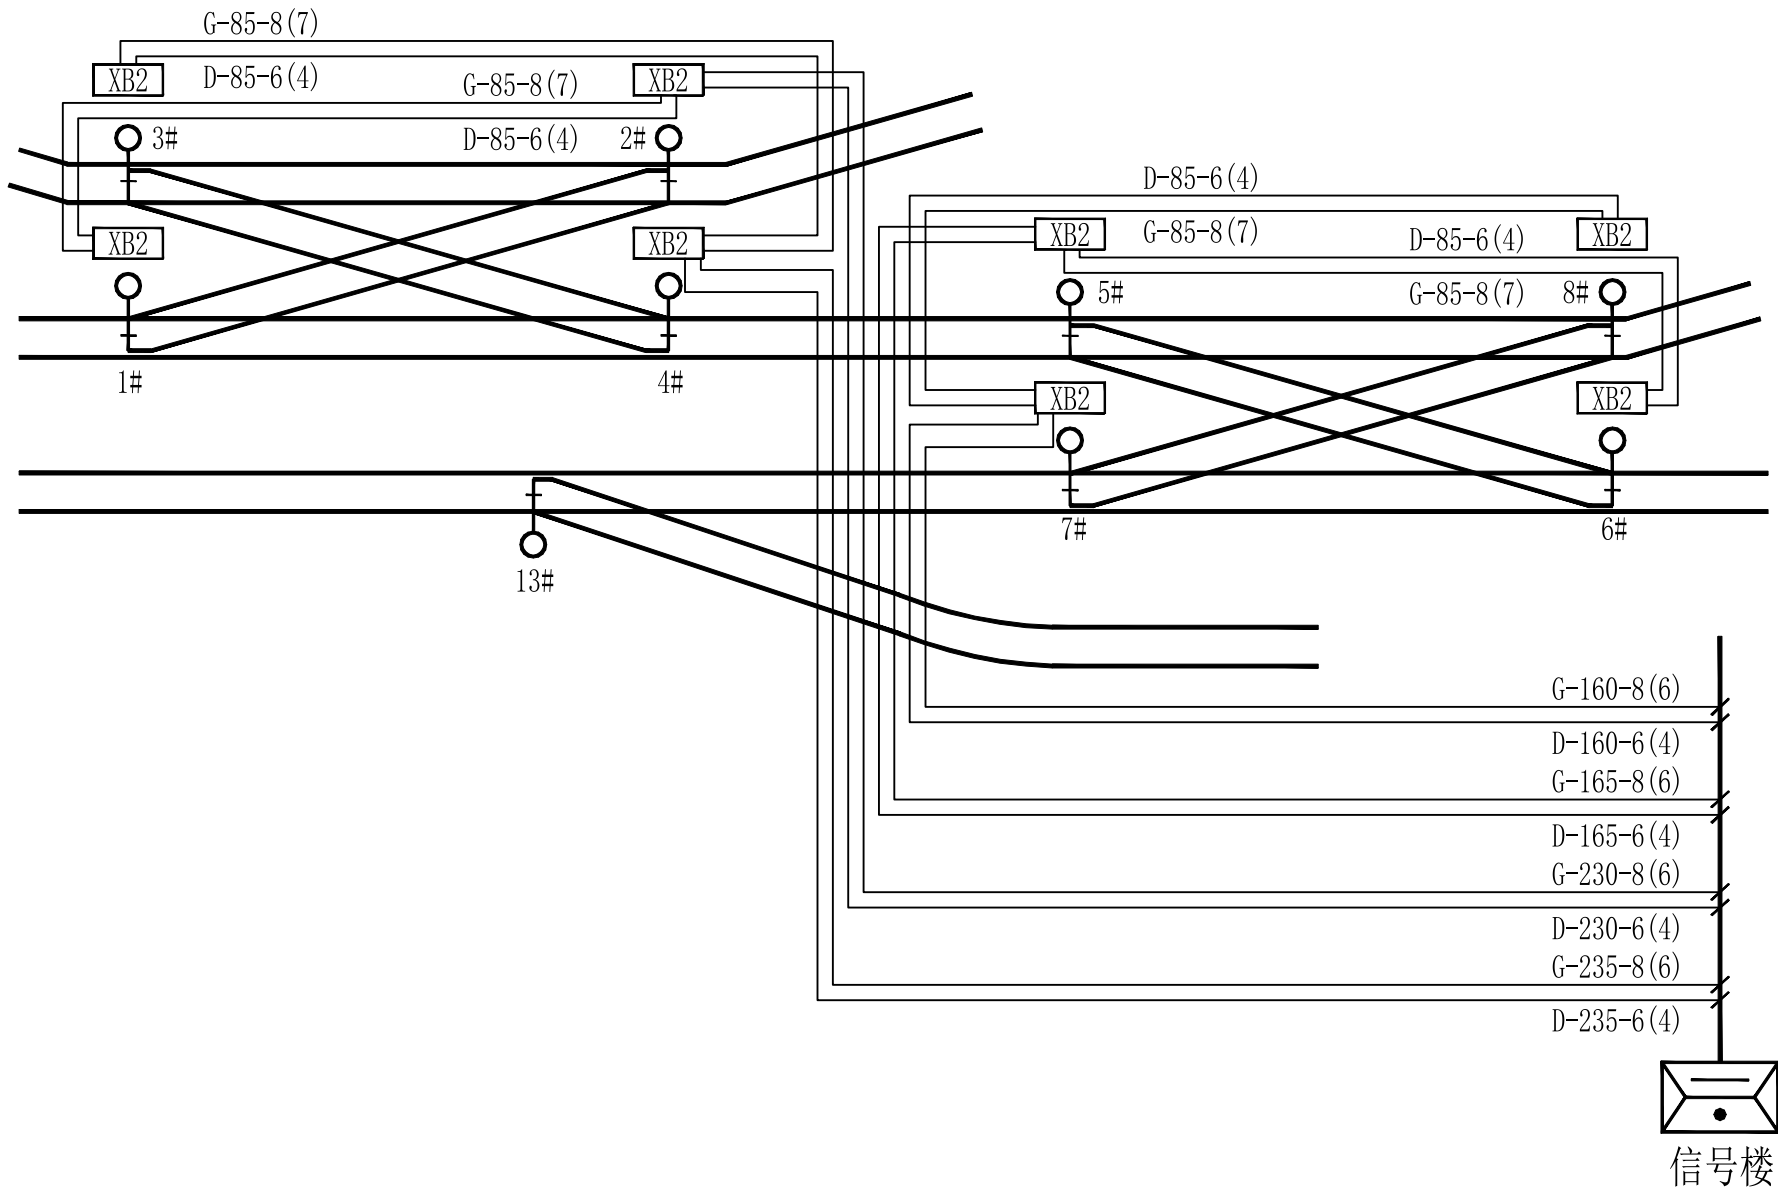 G-85-8(7)
XB2
D-85-6(4)
G-85-8(7)
XB2
3#
D-85-6(4)
2#
D-85-6(4)
XB2
XB2
XB2
G-85-8(7)
D-85-6(4)
XB2
5#
G-85-8(7)
8#
1#
4#
XB2
XB2
7#
6#
13#
G-160-8(6)
D-160-6(4)
G-165-8(6)
D-165-6(4)
G-230-8(6)
D-230-6(4)
G-235-8(6)
D-235-6(4)
信号楼